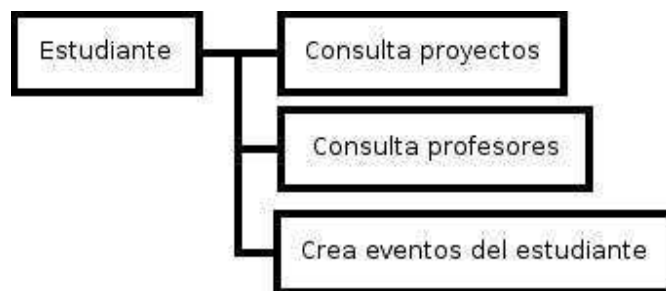 Estudiante
Consulta proyectos
Consulta profesores
Crea eventos del estudiante